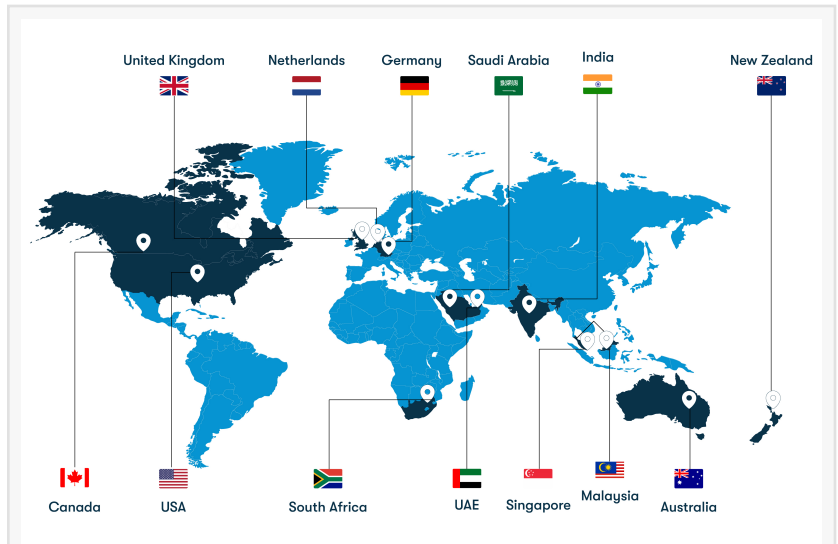 United Kingdom
Netherlands
Germany
Saudi Arabia
India
New Zealand
Canada
USA
South Africa
UAE
Singapore
Malaysia
Australia